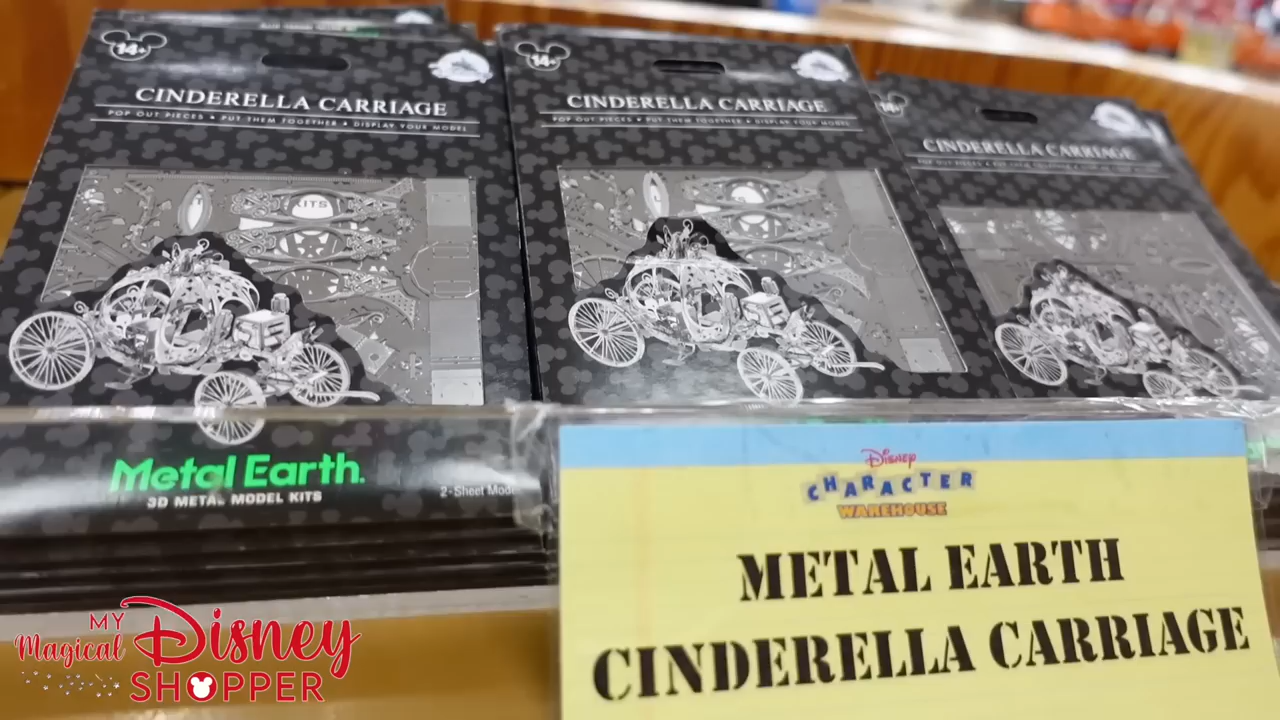 14+
CINDERELLA CARRIAGE
POP OUT PIECES • PUT THEM TOGETHER • DISPLAY YOUR MODEL
KITS
Metal Earth.
3D METAL MODEL KITS
2-Sheet Mode
14+
CINDERELLA CARRIAGE
POP OUT PIECES • PUT THEM TOGETHER • DISPLAY YOUR MODEL
14+
CINDERELLA CARRIAGE
DISNEY
CHARACTER
WAREHOUSE
METAL EARTH
CINDERELLA CARRIAGE
MY
Magical
Disney
SHOPPER